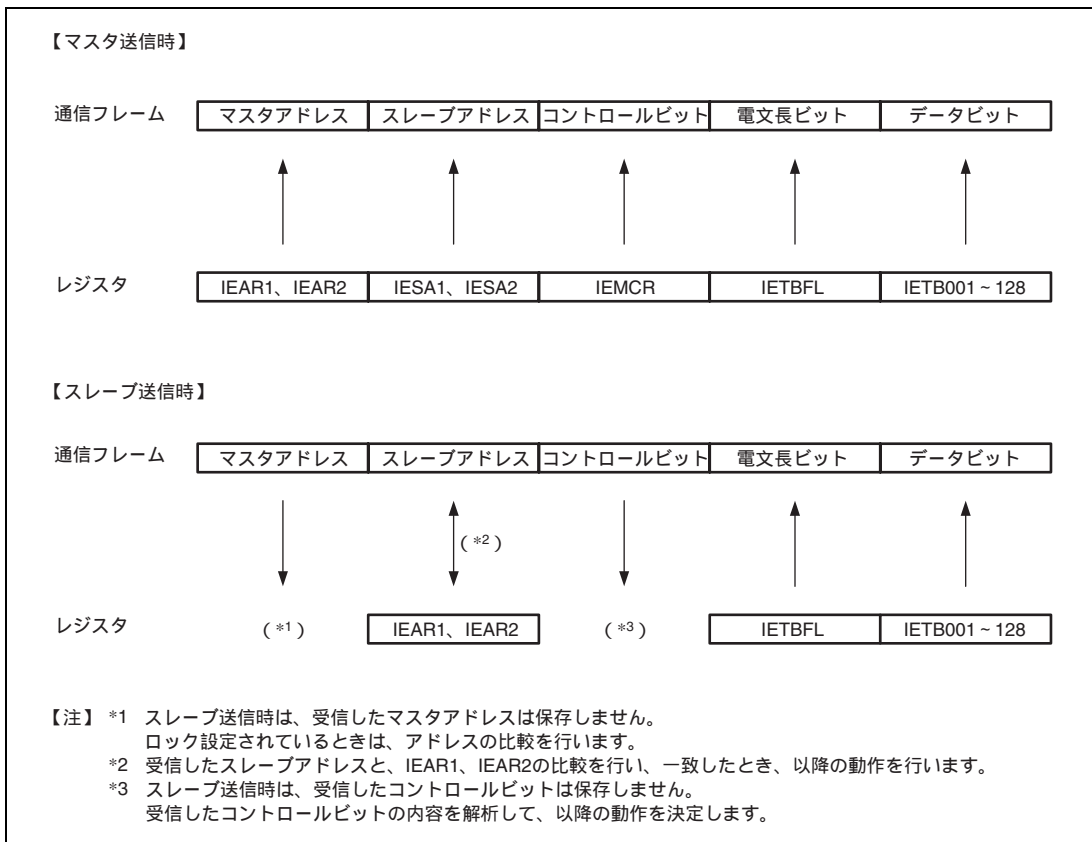 【マスタ送信時】
通信フレーム マスタアドレス スレーブアドレス コントロールビット 電文長ビット データビット
レジスタ IEAR1、IEAR2 IESA1、IESA2 IEMCR IETBFL IETB001~128
【スレーブ送信時】
通信フレーム マスタアドレス スレーブアドレス コントロールビット 電文長ビット データビット
(*2)
レジスタ (*1) IEAR1、IEAR2 (*3) IETBFL IETB001~128
【注】 *1 スレーブ送信時は、受信したマスタアドレスは保存しません。
ロック設定されているときは、アドレスの比較を行います。
*2 受信したスレーブアドレスと、IEAR1、IEAR2の比較を行い、一致したとき、以降の動作を行います。
*3 スレーブ送信時は、受信したコントロールビットは保存しません。
受信したコントロールビットの内容を解析して、以降の動作を決定します。